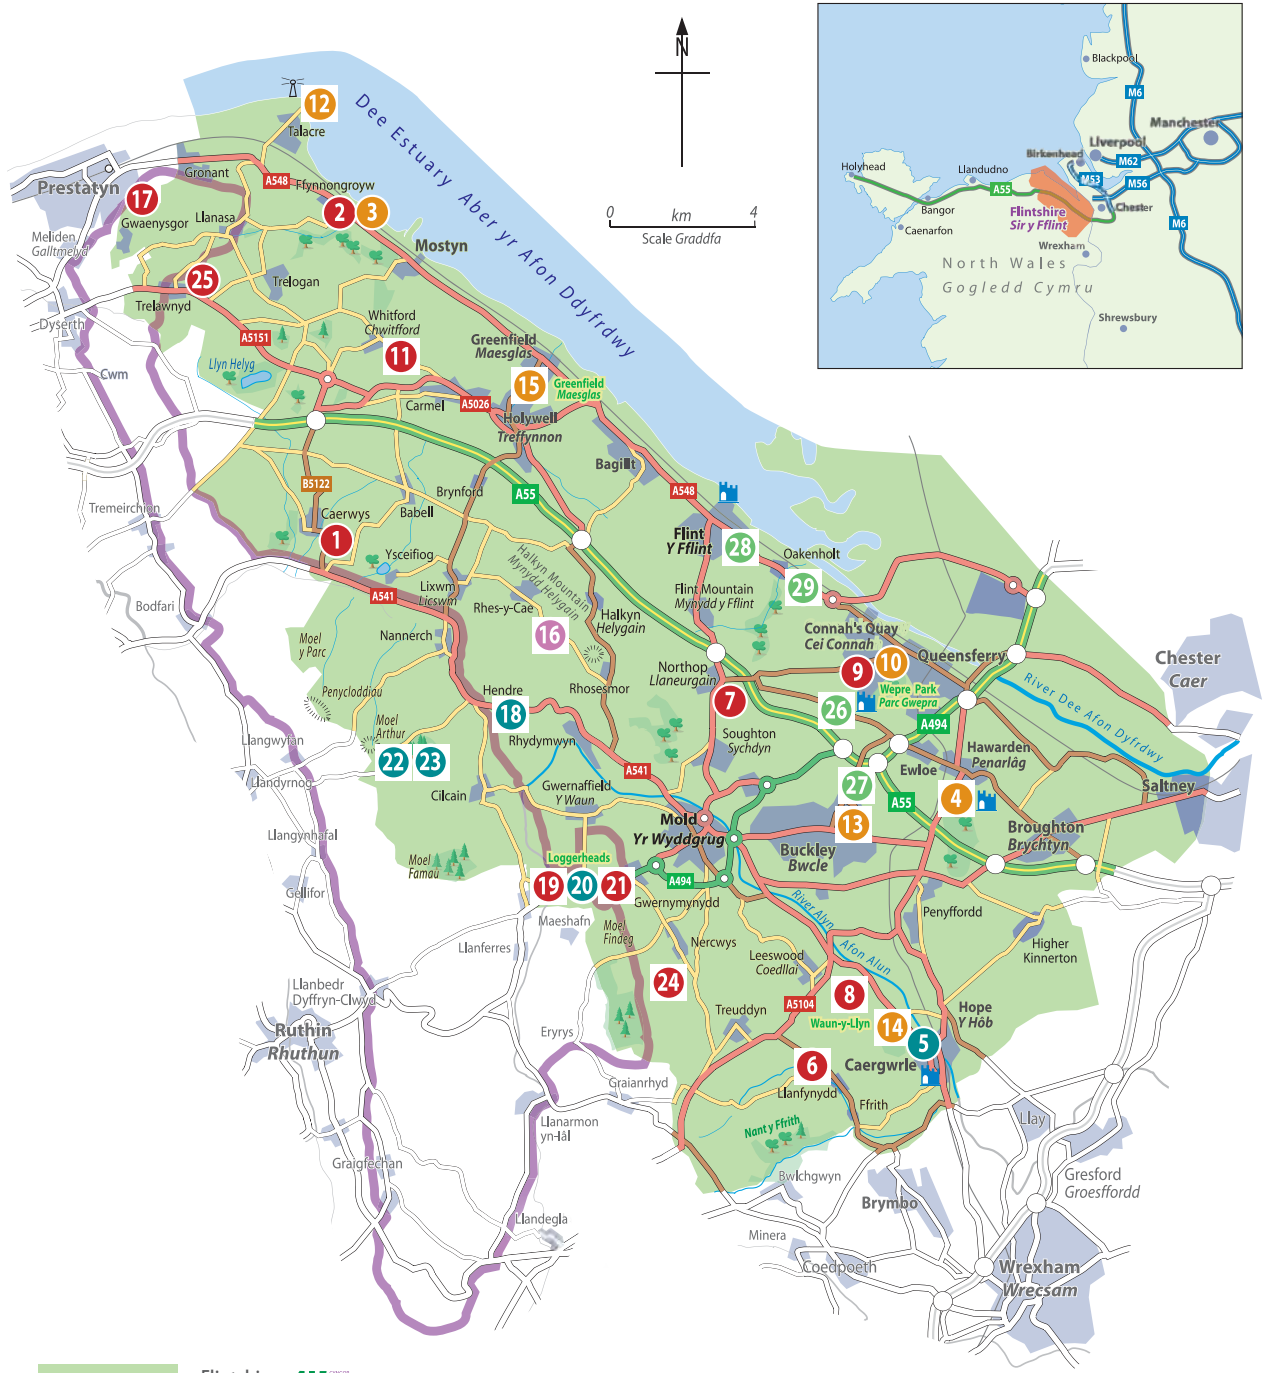 N
0 km 4
Scale Graddfa
Dee Estuary Aber yr Afon Ddyfrdwy
Blackpool
M6
Manchester
Liverpool
Birkenhead
M62
M53
M56
Holyhead
Llandudno
A55
Bangor
Caenarfon
Chester
Flintshire
Sir y Fflint
M6
Wrexham
North Wales
Gogledd Cymru
Shrewsbury
12
Talacre
Prestatyn
Gronant
A548
Ffynnongroyw
17
Gwaenysgor
Llanasa
2
3
Meliden
Galltmelyd
Mostyn
25
Trelogan
Trelawnyd
Dyserth
Whitford
Chwitffordd
A5151
11
Greenfield
Maesglas
Llyn Helyg
Cwm
15
Greenfield
Maesglas
Carmel
A5026
Holywell
Treffynnon
Bagillt
B5122
Brynford
A55
A548
Tremeirchion
Caerwys
Babell
1
Flint
Y Fflint
28
Oakenholt
Ysceifiog
Halkyn Mountain
Mynydd Helygain
29
Lixwm
Licswm
A541
Flint Mountain
Mynydd y Fflint
Bodfari
Rhes-y-Cae
Halkyn
Helygain
Connah's Quay
Cei Connah
Nannerch
16
Moel
y Parc
Queensferry
Chester
Caer
Northop
Llaneurgain
9
10
Wepre Park
Parc Gwepra
Penycloddiau
Hendre
Rhosesmor
7
River Dee Afon Dyfrdwy
18
26
A494
Moel
Arthur
Llangwyfan
Rhydymwyn
Soughton
Sychdyn
Hawarden
Penarlâg
22
23
A541
Ewloe
Llandyrnog
Cilcain
Gwernaffield
Y Waun
27
A55
4
Saltney
Mold
Yr Wyddgrug
13
Broughton
Brychtyn
Llangynhafal
Buckley
Bwcle
Moel
Famau
Loggerheads
Gellifor
19
20
21
A494
Gwernymynydd
River Alyn
Maeshafn
Moel
Findeg
Penyffordd
Llanferres
Nercwys
Afon Alun
Higher
Kinnerton
Leeswood
Coedllai
Llanbedr
Dyffryn-Clwyd
24
8
A5104
Hope
Y Hôb
Treuddyn
Waun-y-Llyn
14
Ruthin
Rhuthun
Eryrys
5
6
Caergwrle
Graianrhyd
Llanfynydd
Ffrith
Llanarmon
yn-Iâl
Nant y Ffrith
Llay
Graigfechan
Bwlchgwyn
Gresford
Groesffordd
Brymbo
Llandegla
Minera
Coedpoeth
Wrexham
Wrecsam